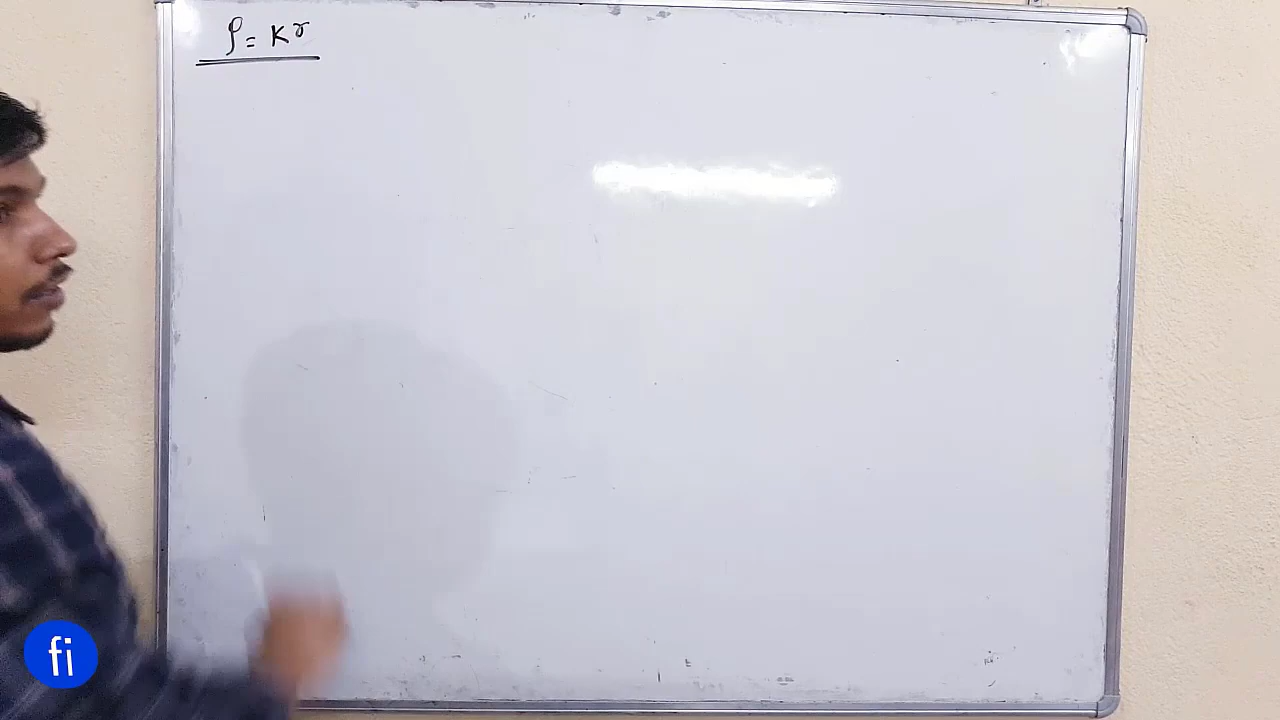 ρ = kr
fi